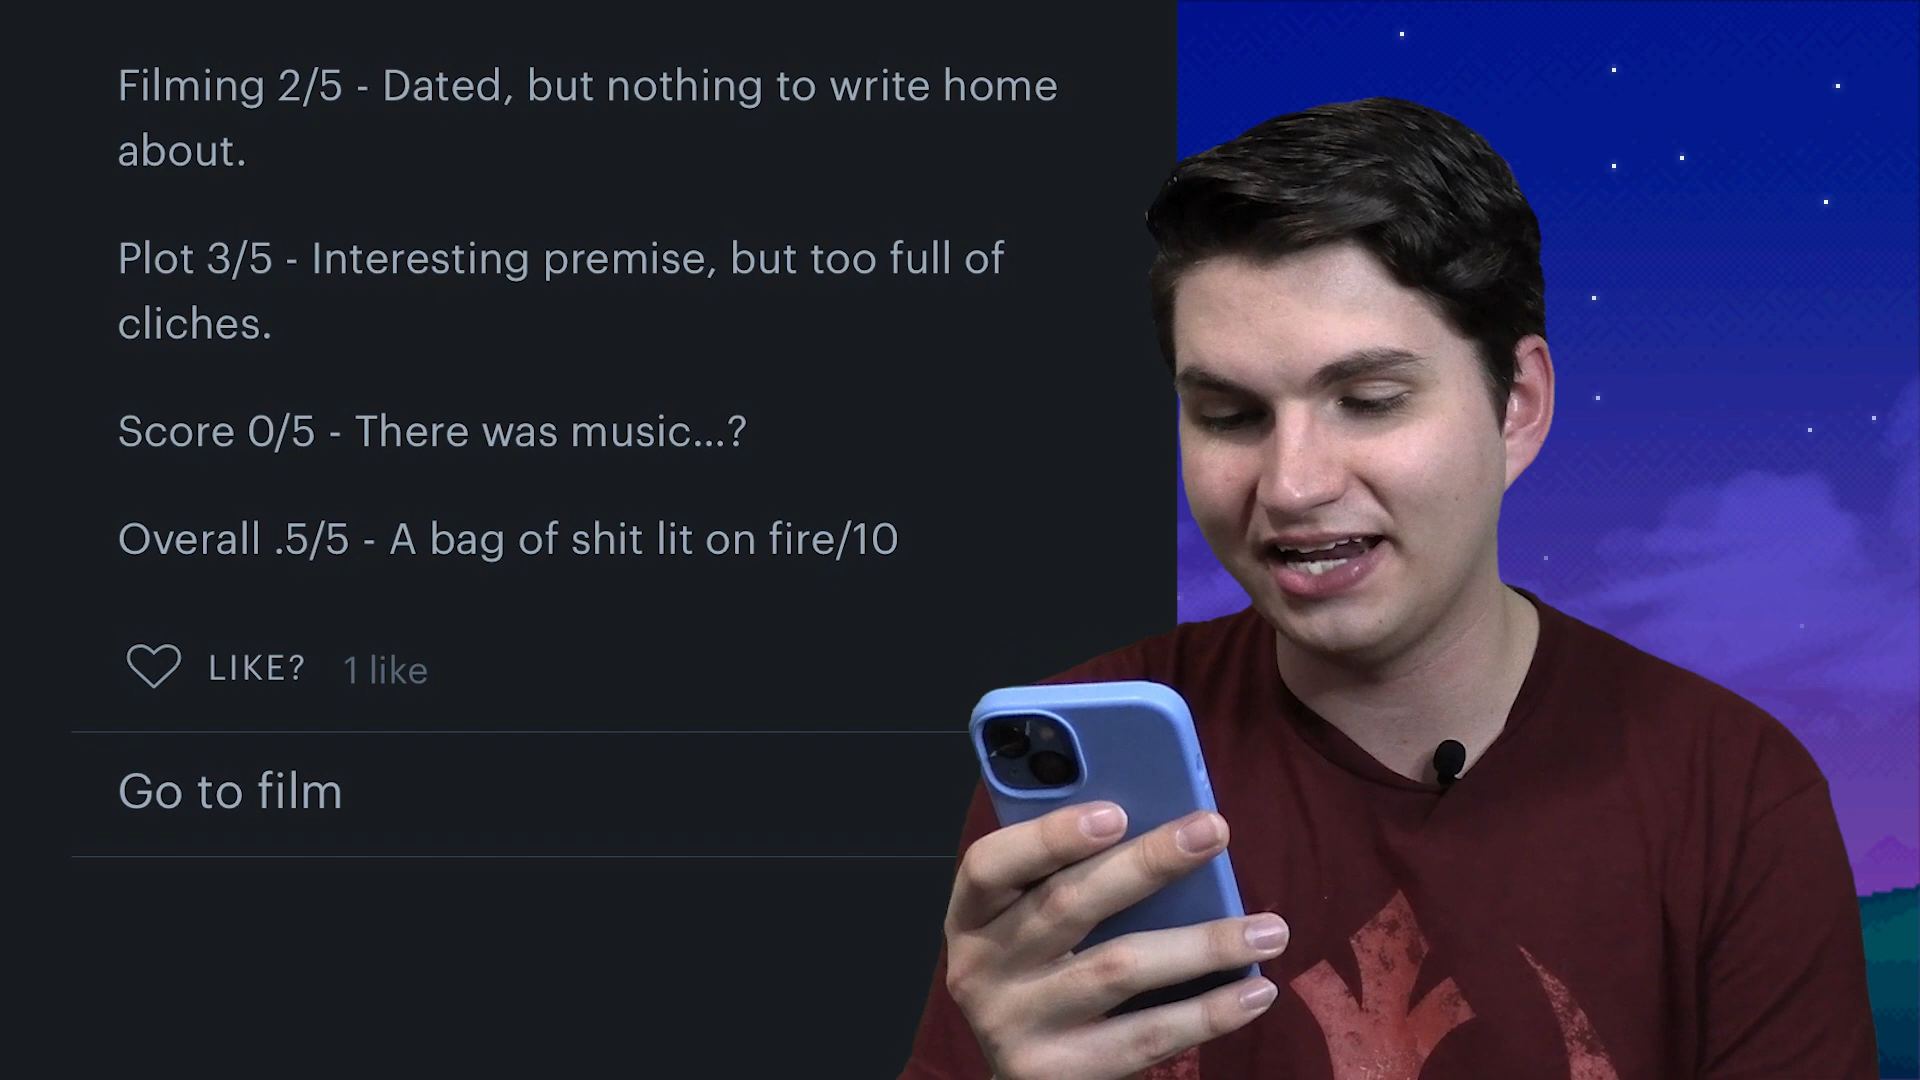 Filming 2/5 - Dated, but nothing to write home
about.
Plot 3/5 - Interesting premise, but too full of
cliches.
Score 0/5 - There was music...?
Overall .5/5 - A bag of shit lit on fire/10
LIKE? 1 like
Go to film